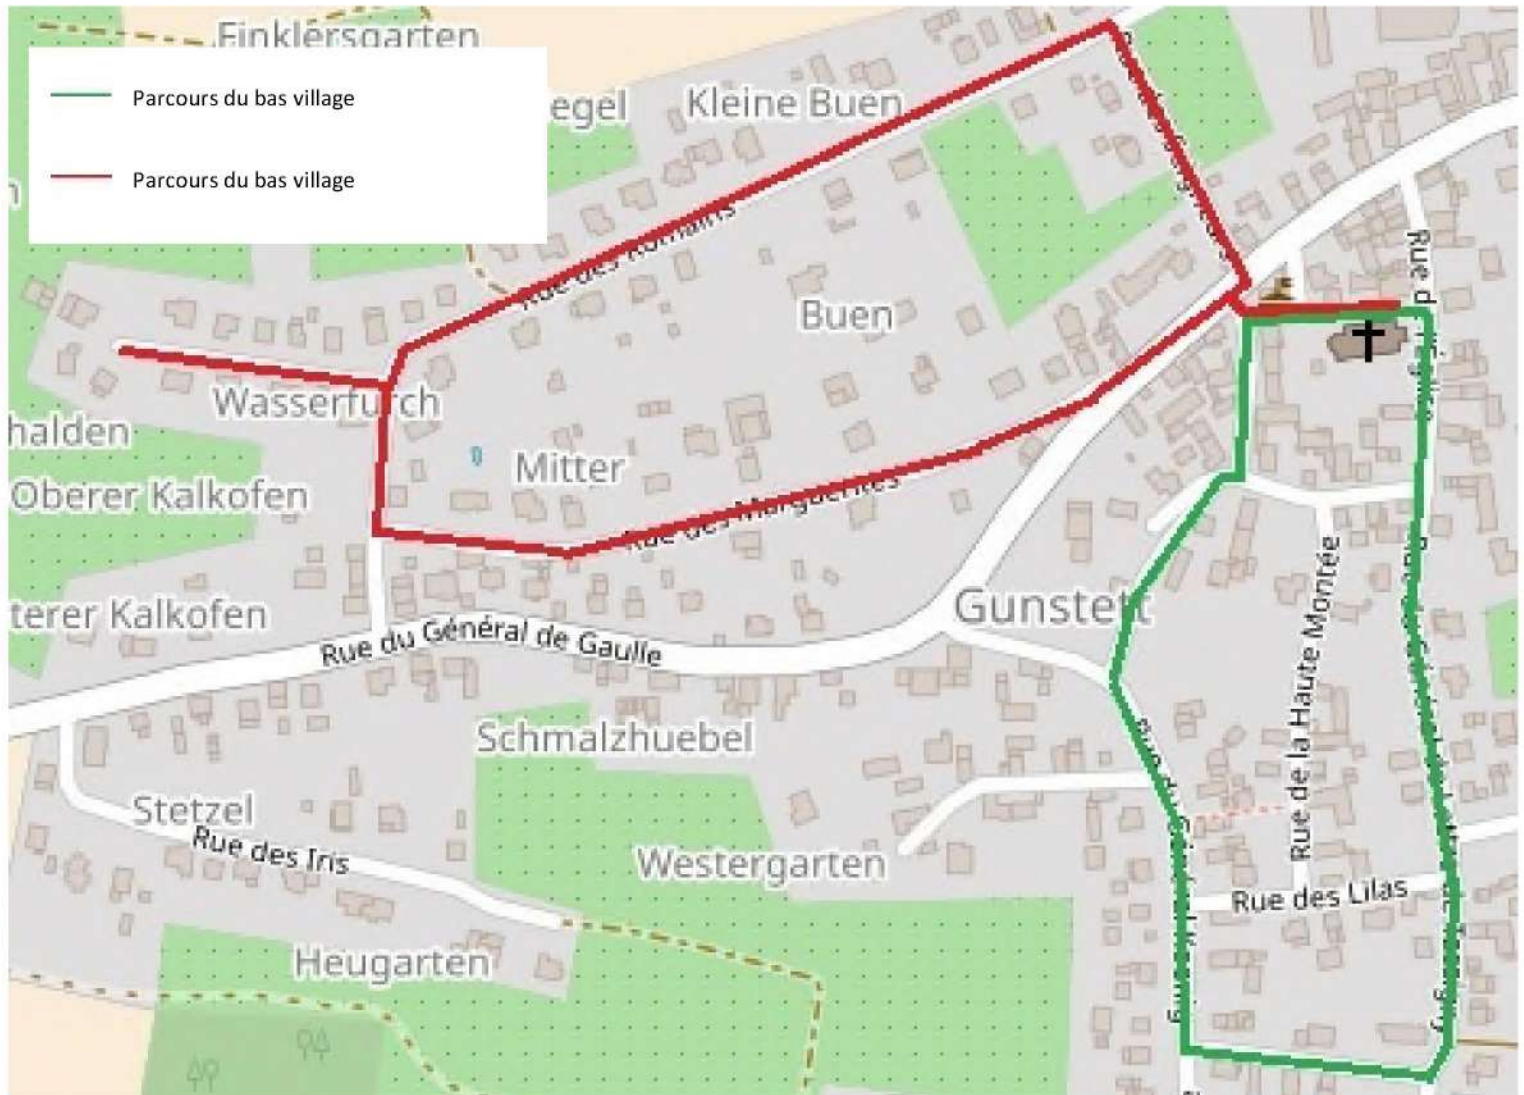 Finklersgarten
Parcours du bas village
Parcours du bas village
egel
Kleine Buen
Rue des Romains
Buen
Wasserfurch
halden
Mitter
Oberer Kalkofen
Rue des Marguerites
terer Kalkofen
Gunstett
Rue du Général de Gaulle
Rue de la Haute Montée
Schmalzhuebel
Stetzel
Rue des Iris
Westergarten
Rue des Lilas
Heugarten